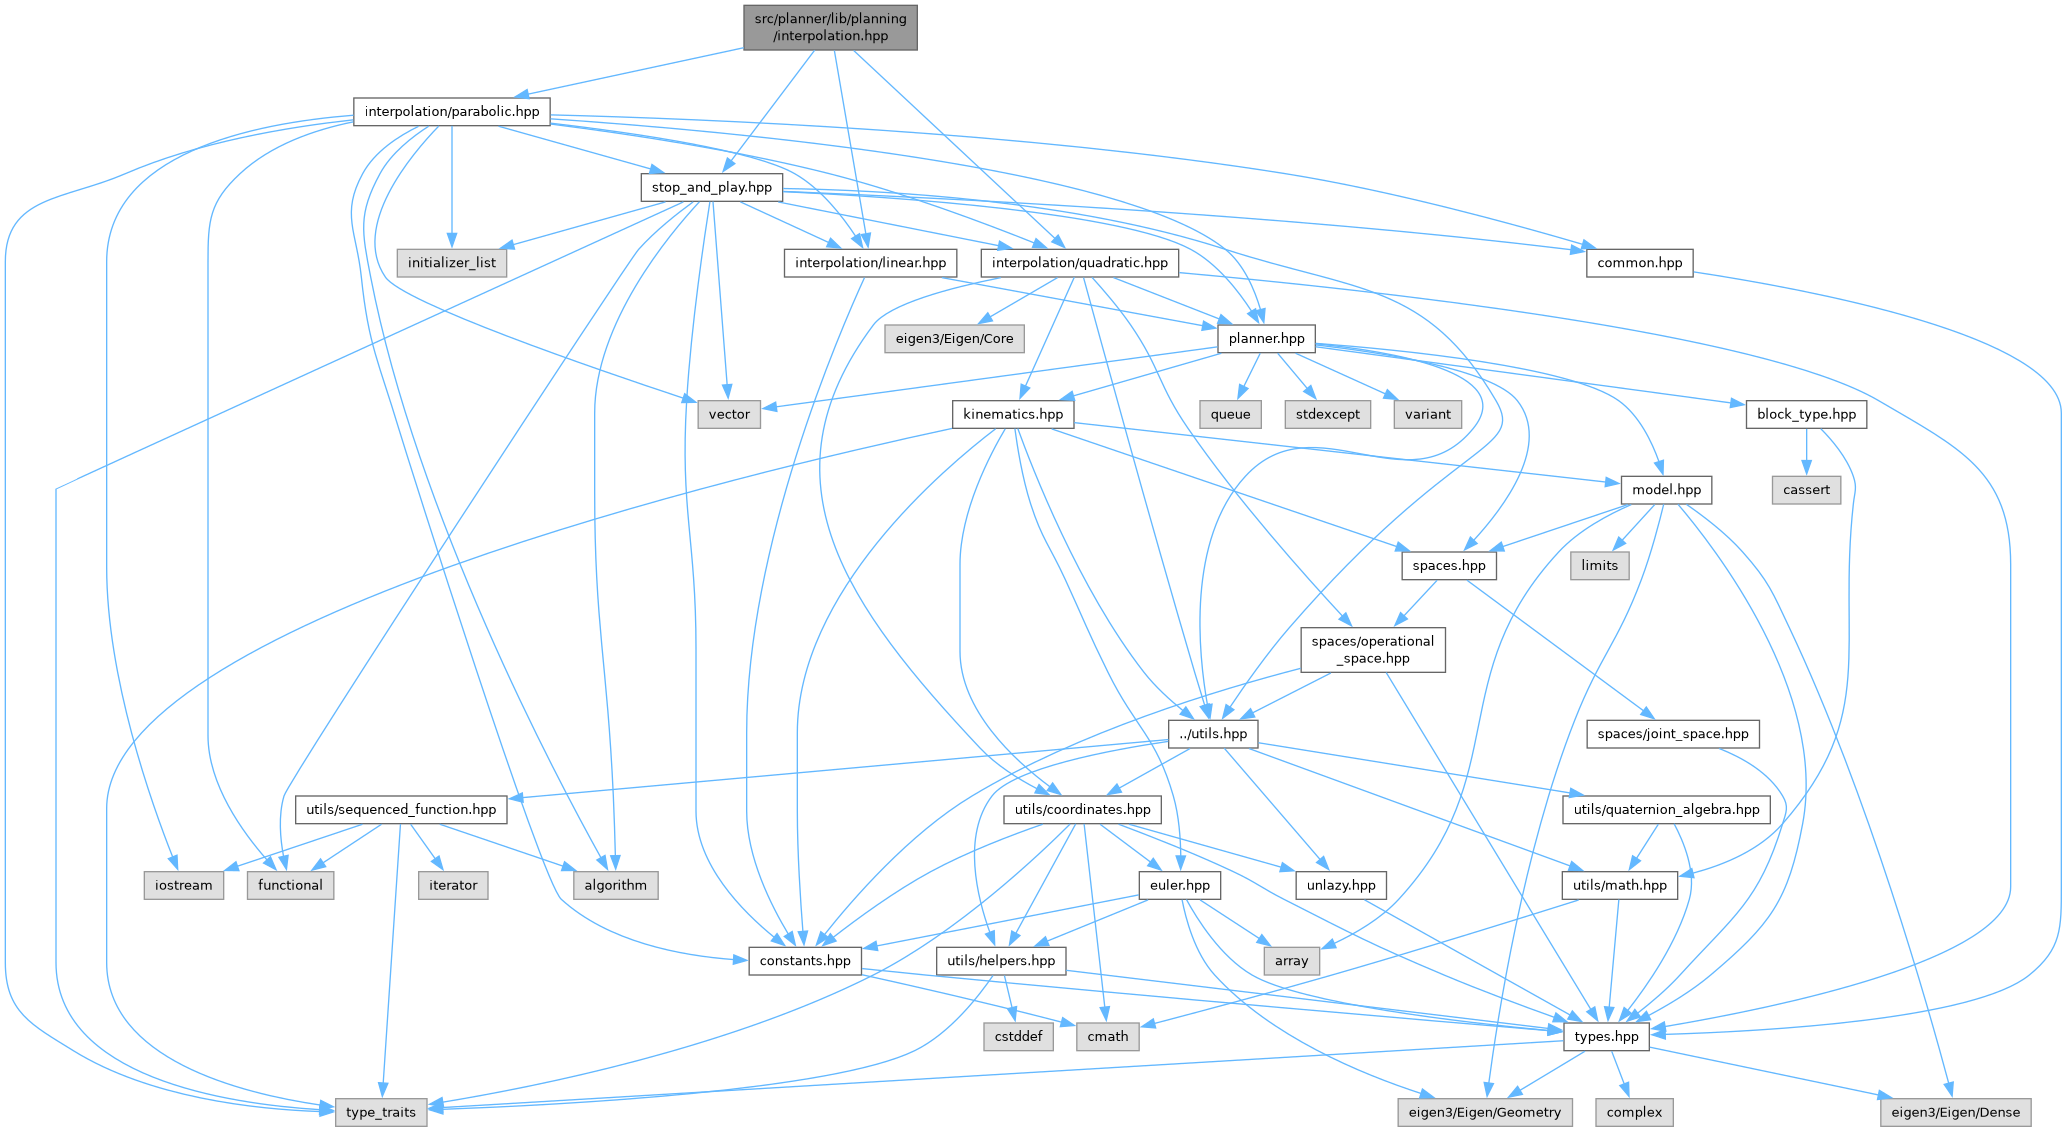 src/planner/lib/planning
/interpolation.hpp
interpolation/parabolic.hpp
stop_and_play.hpp
initializer_list
interpolation/linear.hpp
interpolation/quadratic.hpp
common.hpp
eigen3/Eigen/Core
planner.hpp
vector
kinematics.hpp
queue
stdexcept
variant
block_type.hpp
model.hpp
cassert
spaces.hpp
limits
spaces/operational
_space.hpp
../utils.hpp
spaces/joint_space.hpp
utils/sequenced_function.hpp
utils/coordinates.hpp
utils/quaternion_algebra.hpp
iostream
functional
iterator
algorithm
euler.hpp
unlazy.hpp
utils/math.hpp
constants.hpp
utils/helpers.hpp
array
cstddef
cmath
types.hpp
type_traits
eigen3/Eigen/Geometry
complex
eigen3/Eigen/Dense